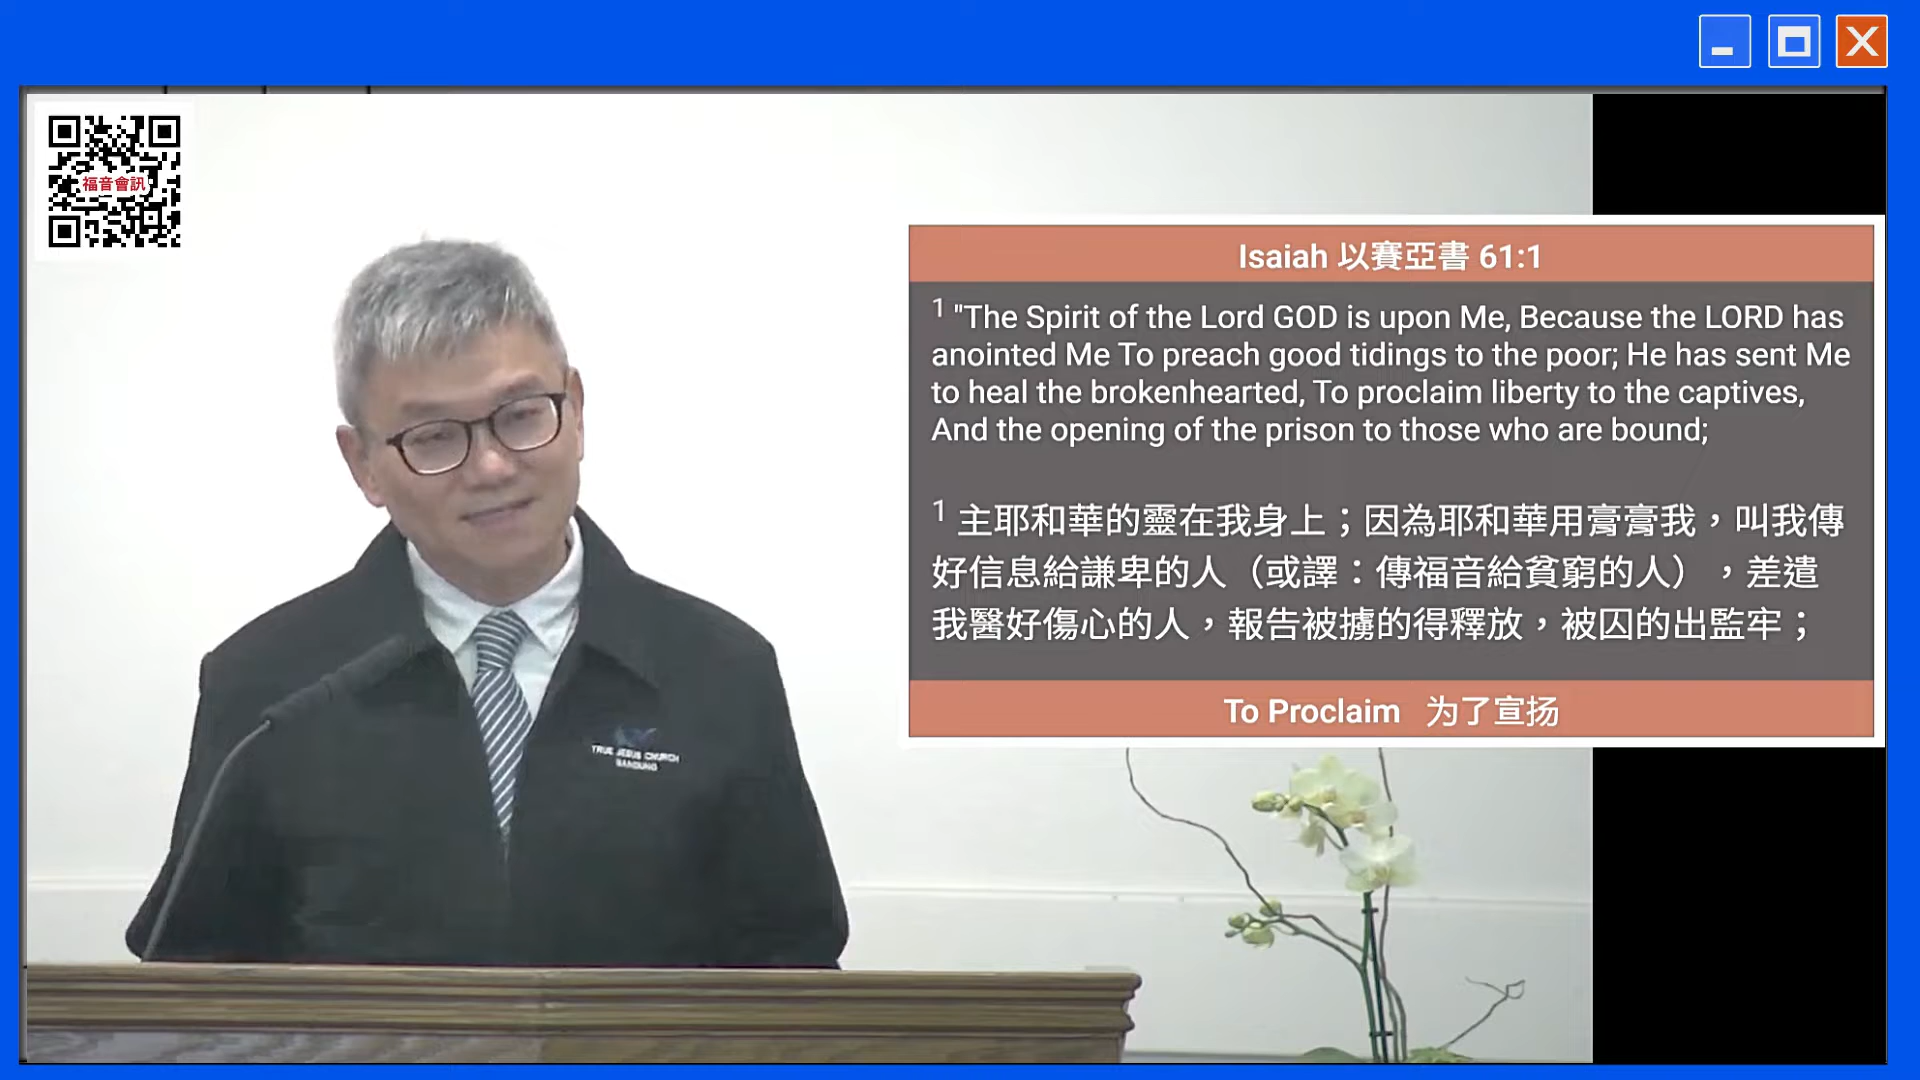 福音會訊
Isaiah 以賽亞書 61:1
1 "The Spirit of the Lord GOD is upon Me, Because the LORD has
anointed Me To preach good tidings to the poor; He has sent Me
to heal the brokenhearted, To proclaim liberty to the captives,
And the opening of the prison to those who are bound;
1 主耶和華的靈在我身上；因為耶和華用膏膏我，叫我傳
好信息給謙卑的人（或譯：傳福音給貧窮的人），差遣
我醫好傷心的人，報告被擄的得釋放，被囚的出監牢；
To Proclaim 为了宣扬
TRUE JESUS CHURCH
BANDUNG